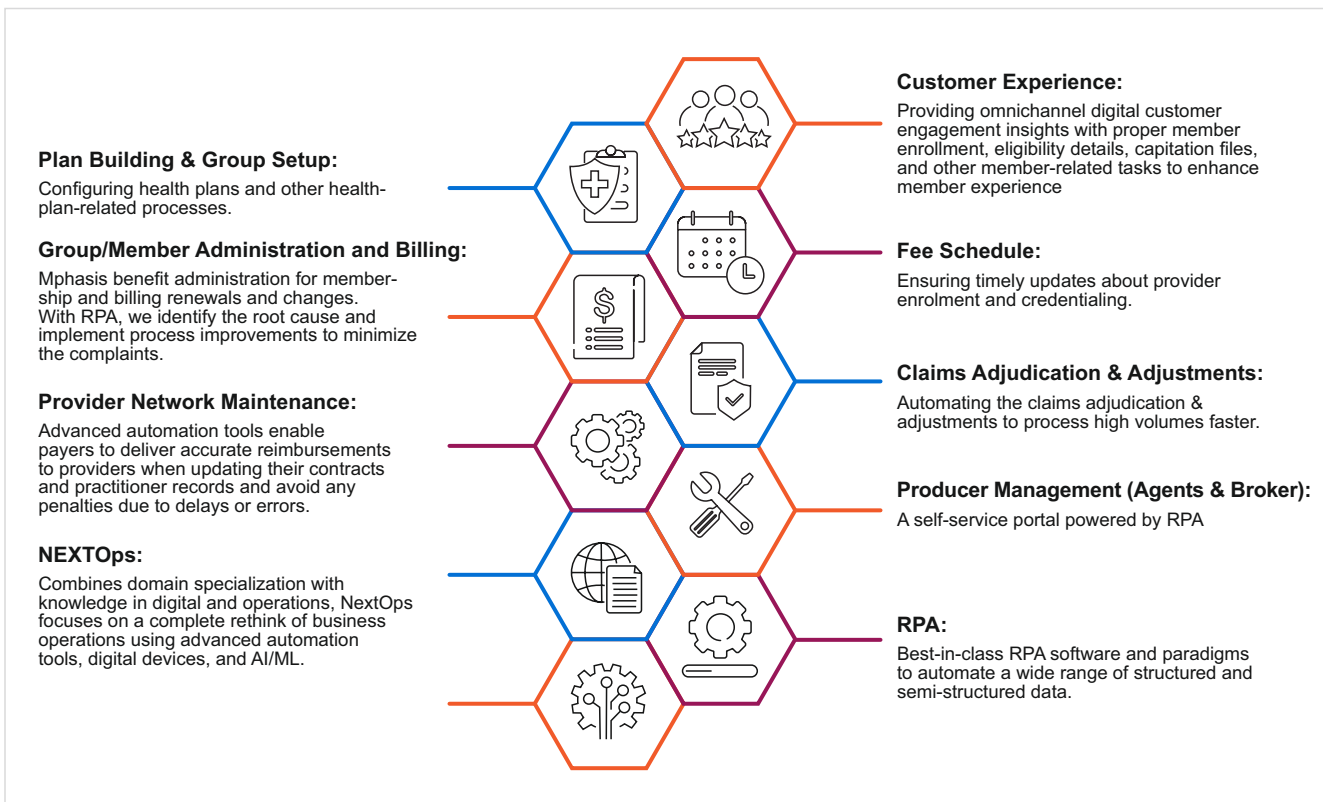 Plan Building & Group Setup:
Configuring health plans and other health-
plan-related processes.
Group/Member Administration and Billing:
Mphasis benefit administration for member-
ship and billing renewals and changes.
With RPA, we identify the root cause and
implement process improvements to minimize
the complaints.
Provider Network Maintenance:
Advanced automation tools enable
payers to deliver accurate reimbursements
to providers when updating their contracts
and practitioner records and avoid any
penalties due to delays or errors.
NEXTOps:
Combines domain specialization with
knowledge in digital and operations, NextOps
focuses on a complete rethink of business
operations using advanced automation
tools, digital devices, and AI/ML.
Customer Experience:
Providing omnichannel digital customer
engagement insights with proper member
enrollment, eligibility details, capitation files,
and other member-related tasks to enhance
member experience
Fee Schedule:
Ensuring timely updates about provider
enrolment and credentialing.
Claims Adjudication & Adjustments:
Automating the claims adjudication &
adjustments to process high volumes faster.
Producer Management (Agents & Broker):
A self-service portal powered by RPA
RPA:
Best-in-class RPA software and paradigms
to automate a wide range of structured and
semi-structured data.